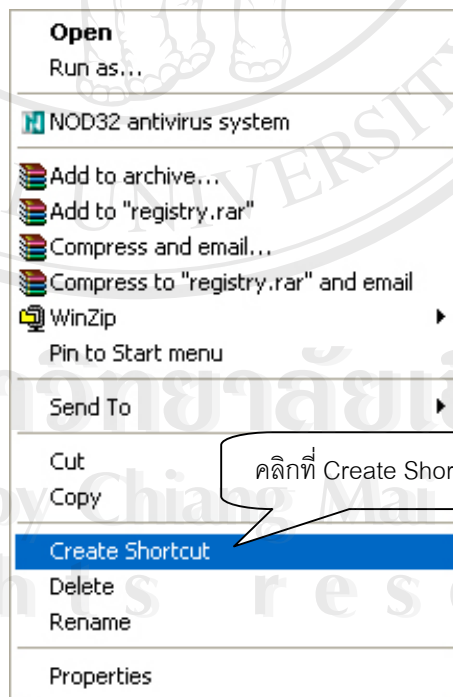 Open
Run as...
NOD32 antivirus system
Add to archive...
Add to "registry.rar"
Compress and email...
Compress to "registry.rar" and email
WinZip
Pin to Start menu
Send To
Cut
คลิกที่ Create Shor
Copy
Create Shortcut
Delete
Rename
Properties